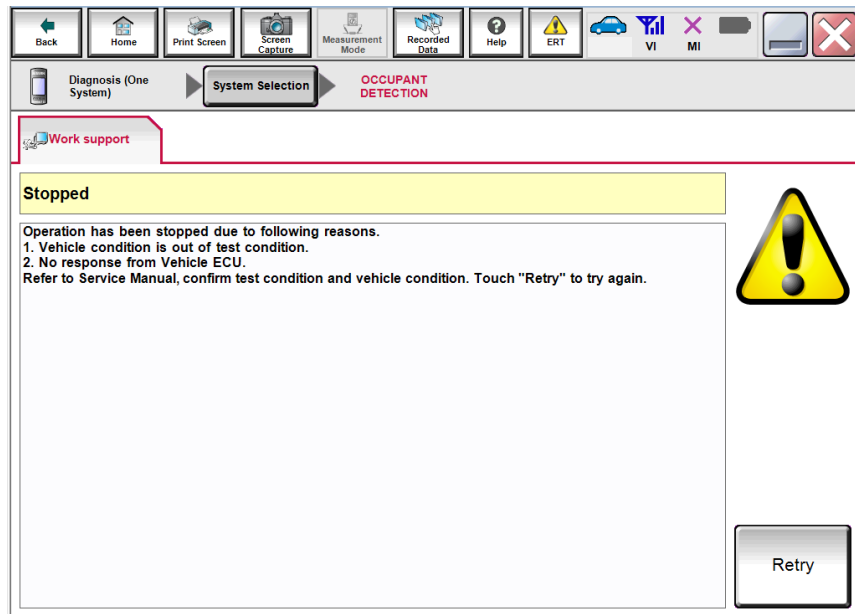 Back
Home
Print Screen
Screen
Capture
Measurement
Mode
Recorded
Data
Help
ERT
VI
MI
Diagnosis (One
System)
System Selection
OCCUPANT
DETECTION
Work support
Stopped
Operation has been stopped due to following reasons.
1. Vehicle condition is out of test condition.
2. No response from Vehicle ECU.
Refer to Service Manual, confirm test condition and vehicle condition. Touch "Retry" to try again.
Retry